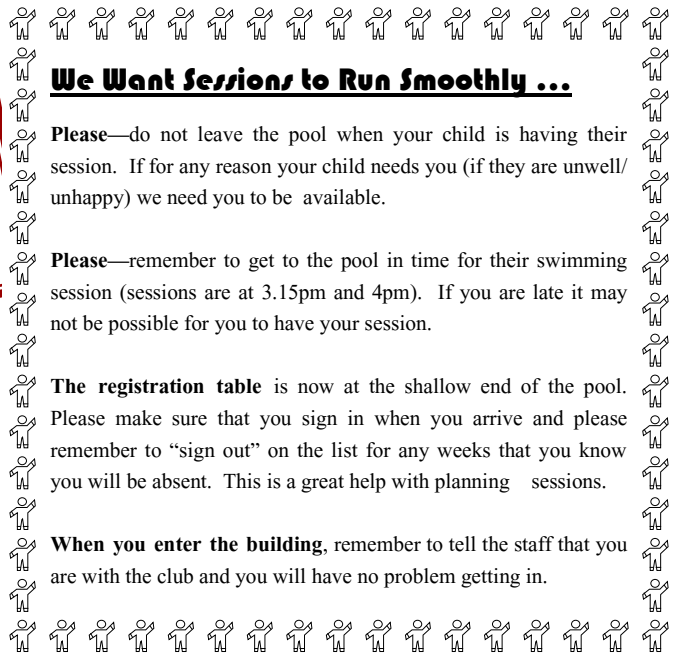 We Want Sessions to Run Smoothly ...
Please—do not leave the pool when your child is having their
session. If for any reason your child needs you (if they are unwell/
unhappy) we need you to be available.
Please—remember to get to the pool in time for their swimming
session (sessions are at 3.15pm and 4pm). If you are late it may
not be possible for you to have your session.
The registration table is now at the shallow end of the pool.
Please make sure that you sign in when you arrive and please
remember to “sign out” on the list for any weeks that you know
you will be absent. This is a great help with planning sessions.
When you enter the building, remember to tell the staff that you
are with the club and you will have no problem getting in.